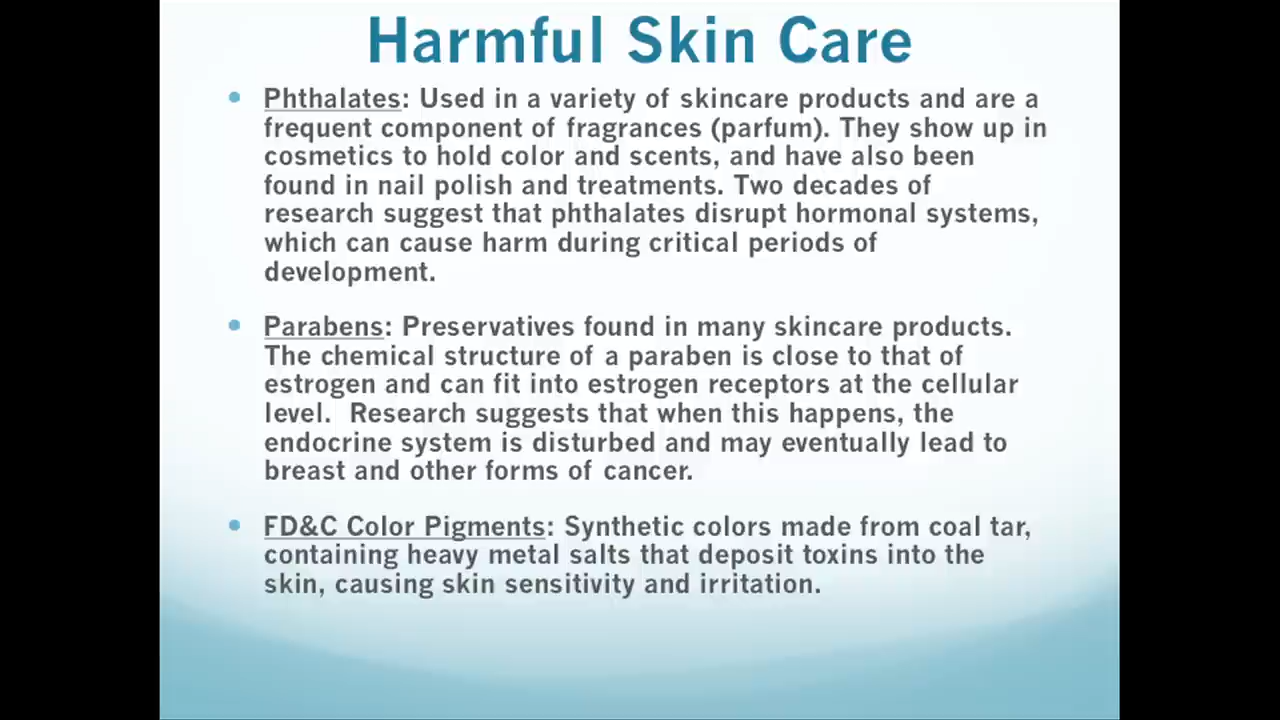 Harmful Skin Care
• Phthalates: Used in a variety of skincare products and are a
frequent component of fragrances (parfum). They show up in
cosmetics to hold color and scents, and have also been
found in nail polish and treatments. Two decades of
research suggest that phthalates disrupt hormonal systems,
which can cause harm during critical periods of
development.
• Parabens: Preservatives found in many skincare products.
The chemical structure of a paraben is close to that of
estrogen and can fit into estrogen receptors at the cellular
level.  Research suggests that when this happens, the
endocrine system is disturbed and may eventually lead to
breast and other forms of cancer.
• FD&C Color Pigments: Synthetic colors made from coal tar,
containing heavy metal salts that deposit toxins into the
skin, causing skin sensitivity and irritation.